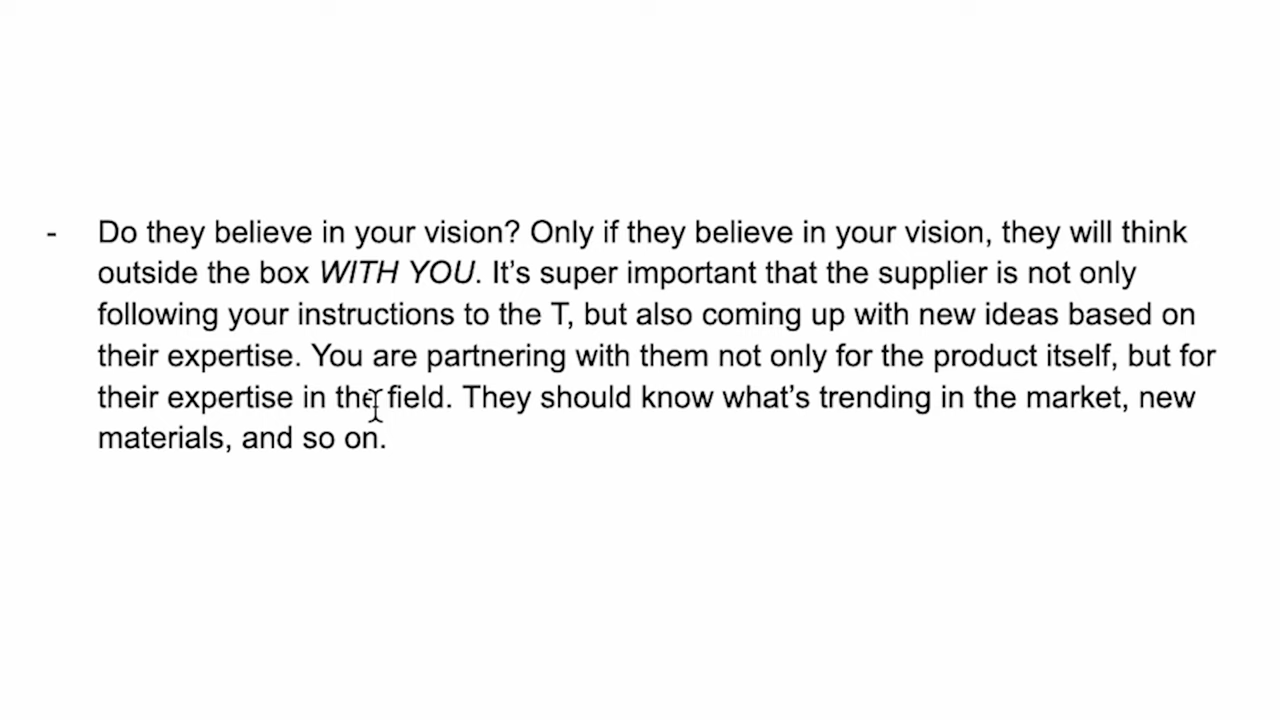 - Do they believe in your vision? Only if they believe in your vision, they will think
outside the box WITH YOU. It's super important that the supplier is not only
following your instructions to the T, but also coming up with new ideas based on
their expertise. You are partnering with them not only for the product itself, but for
their expertise in the field. They should know what's trending in the market, new
materials, and so on.